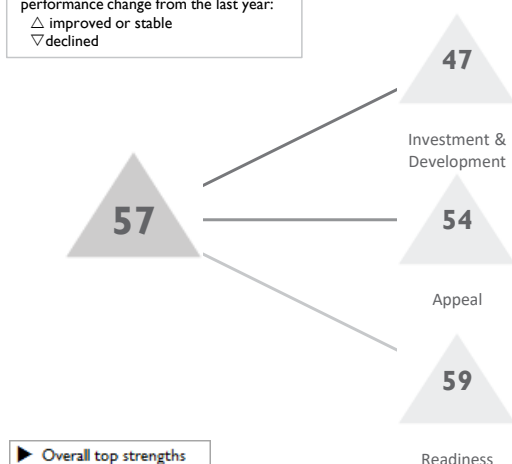 performance change from the last year:
△ improved or stable
▽ declined
47
Investment &
Development
57
54
Appeal
59
Readiness
▶ Overall top strengths